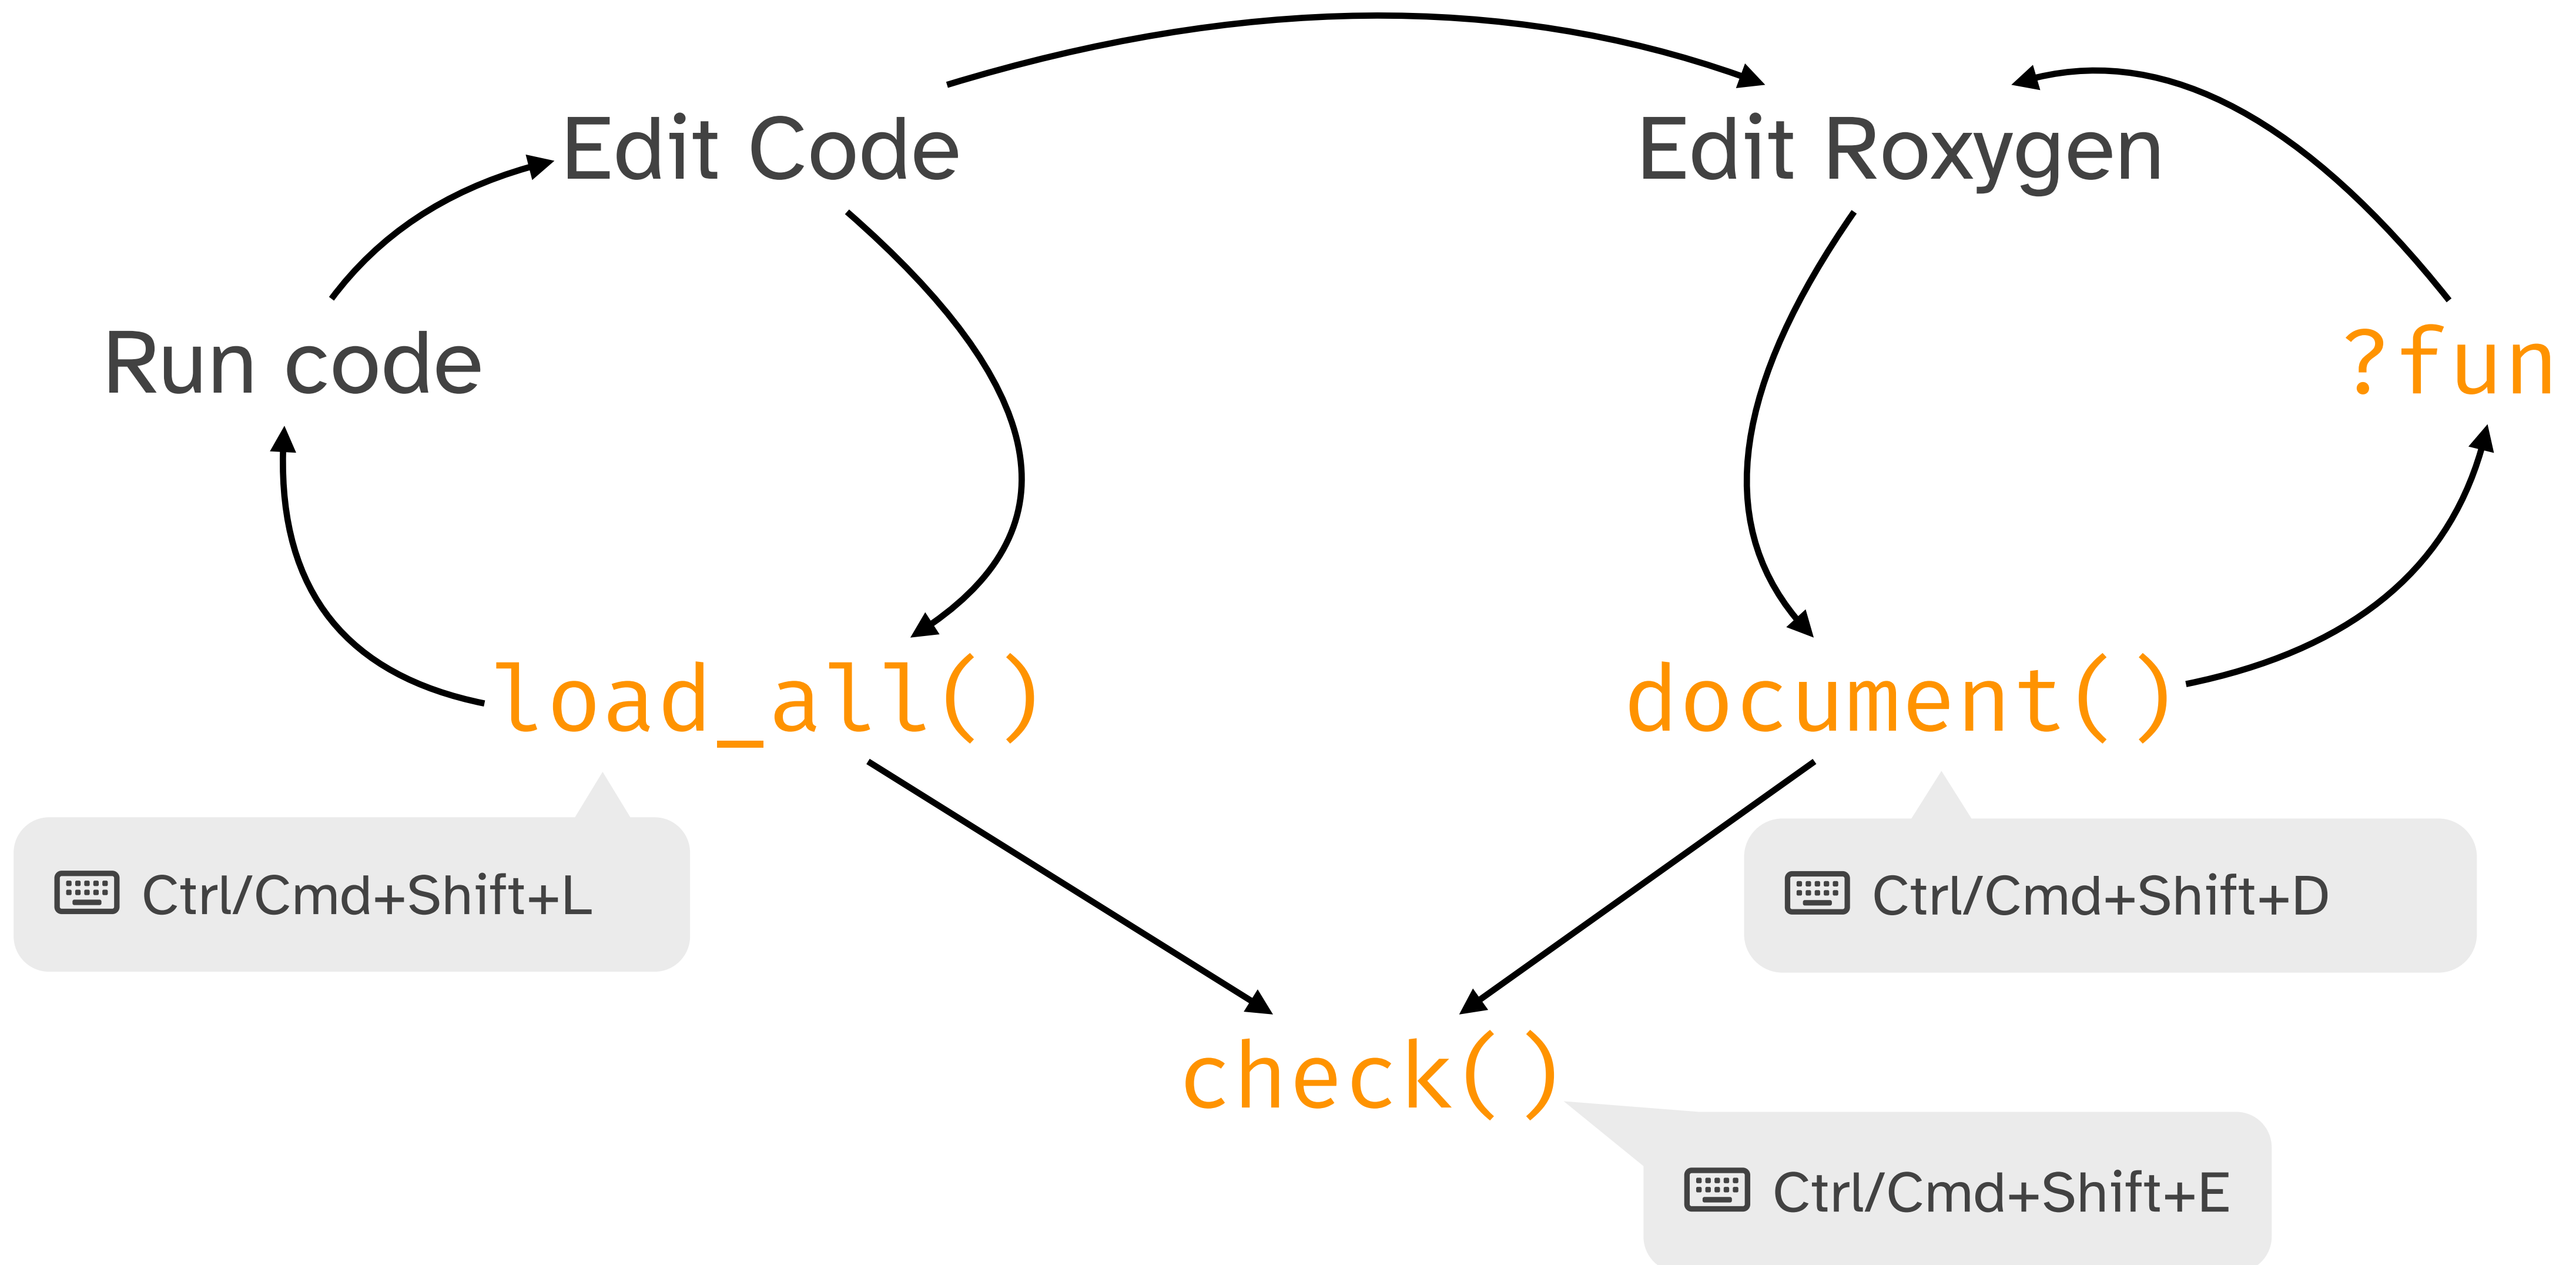 Edit Code
Edit Roxygen
Run code
?fun
load_all()
document()
Ctrl/Cmd+Shift+L
Ctrl/Cmd+Shift+D
check()
Ctrl/Cmd+Shift+E